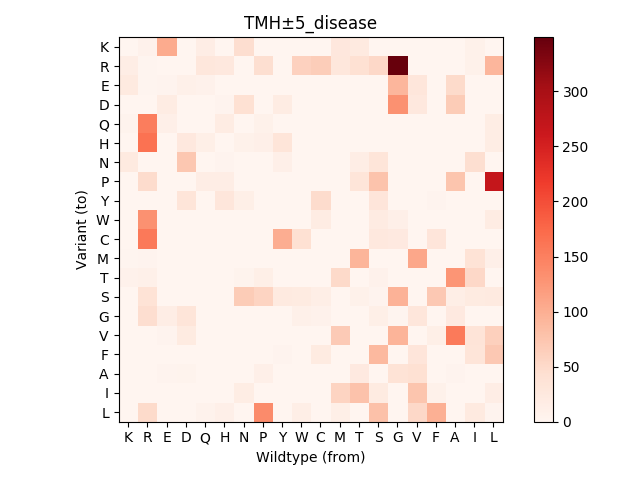 TMH±5_disease
K
R
E
D
Q
H
N
P
Y
W
C
M
T
S
G
V
F
A
I
L
Variant (to)
K R E D Q H N P Y W C M T S G V F A I L
Wildtype (from)
300
250
200
150
100
50
0